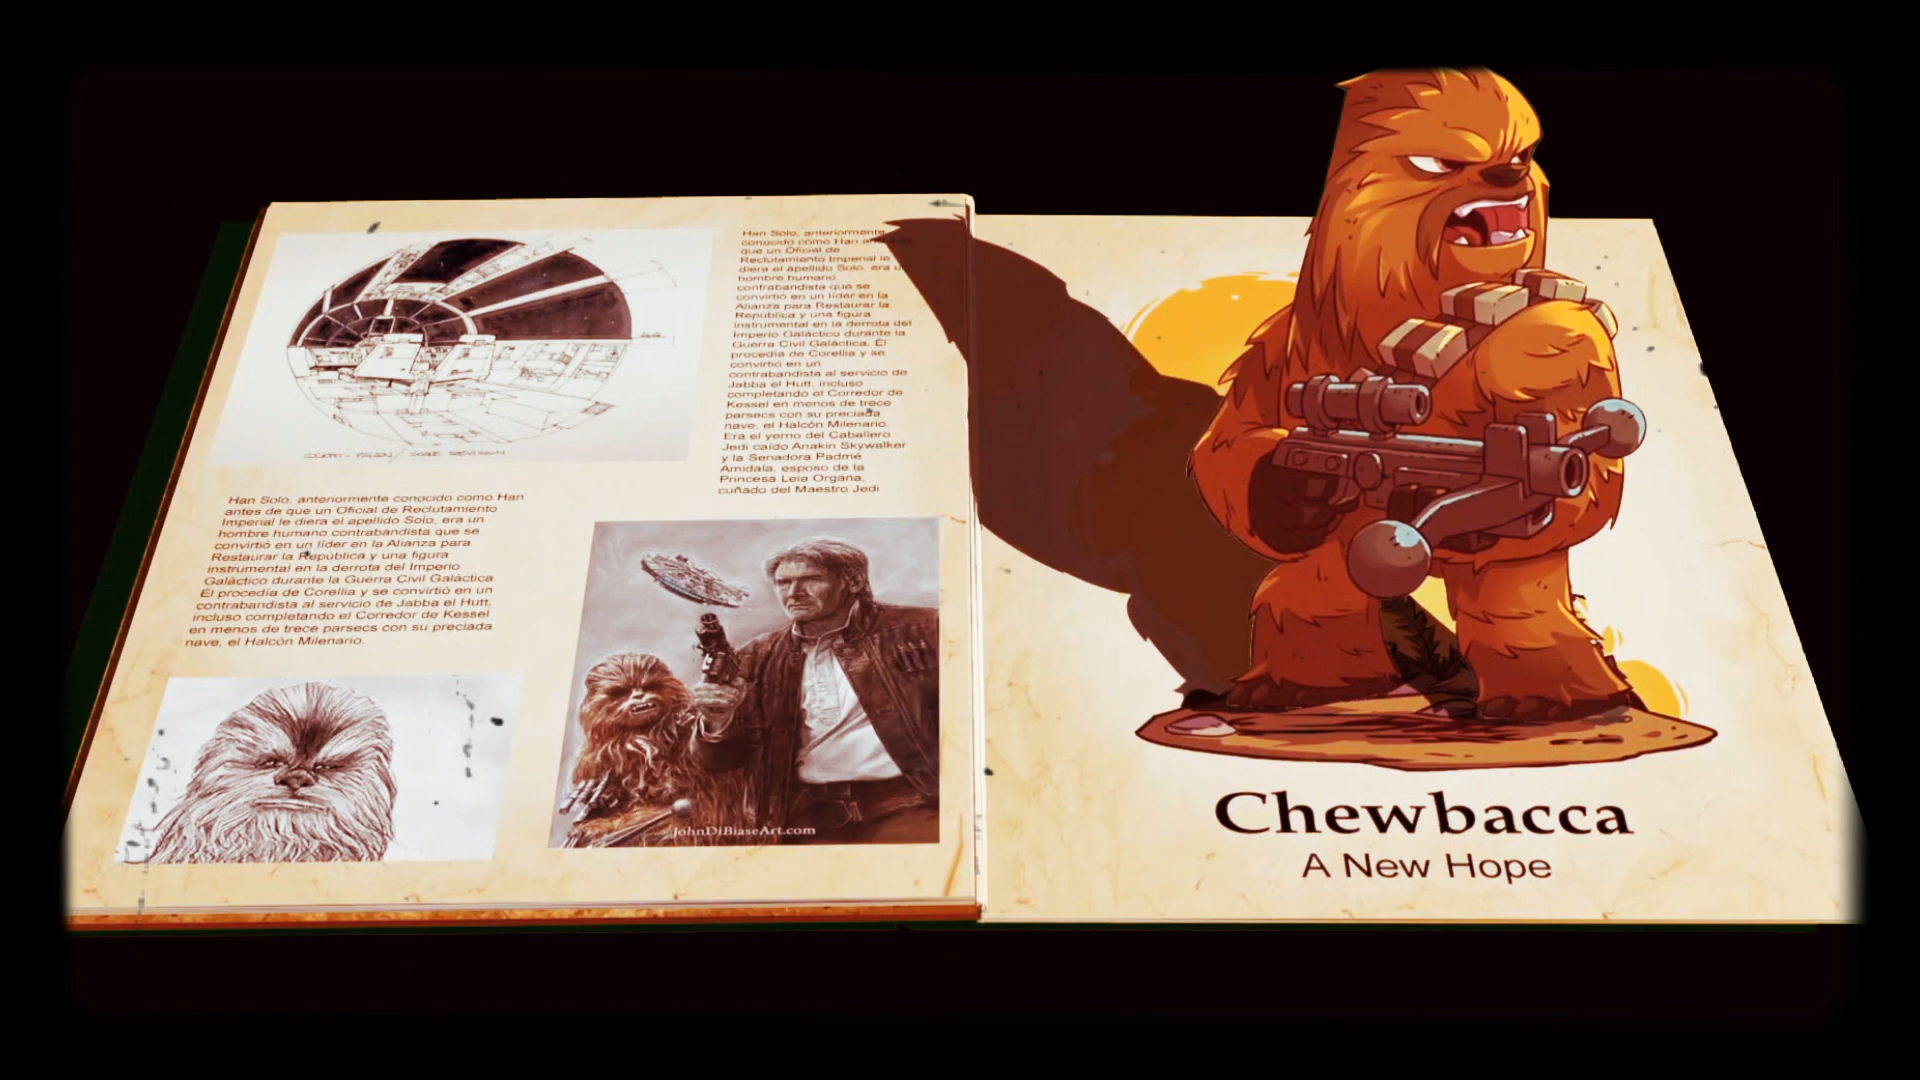 Han Solo, anteriormente
conocido como Han
que un Oficial de
Reclutamiento Imperial le
diera el apellido Solo, era
hombre humano
contrabandista que se
convirtió en un líder en la
Alianza para Restaurar la
República y una figura
instrumental en la derrota del
Imperio Galáctico durante la
Guerra Civil Galáctica. Él
procedía de Corellia y se
convirtió en un
contrabandista al servicio de
Jabba el Hutt, incluso
completando el Corredor de
Kessel en menos de trece
parsecs con su preciada
nave, el Halcón Milenario.
Era el yerno del Caballero
Jedi caído Anakin Skywalker
y la Senadora Padmé
Amidala, esposo de la
Princesa Leia Organa,
cuñado del Maestro Jedi
Han Solo, anteriormente conocido como Han
antes de que un Oficial de Reclutamiento
Imperial le diera el apellido Solo, era un
hombre humano contrabandista que se
convirtió en un líder en la Alianza para
Restaurar la República y una figura
instrumental en la derrota del Imperio
Galáctico durante la Guerra Civil Galáctica.
Él procedía de Corellia y se convirtió en un
contrabandista al servicio de Jabba el Hutt,
incluso completando el Corredor de Kessel
en menos de trece parsecs con su preciada
nave, el Halcón Milenario.
JohnDiBiaseArt.com
Chewbacca
A New Hope